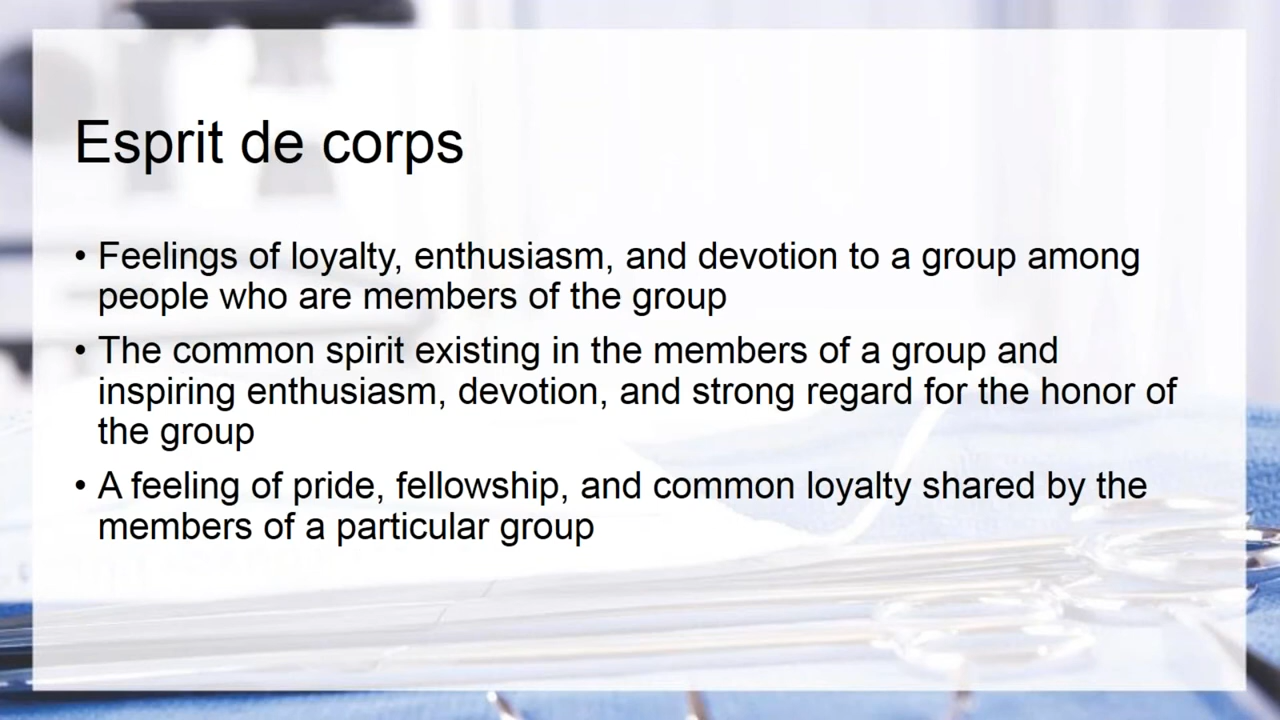 Esprit de corps
• Feelings of loyalty, enthusiasm, and devotion to a group among
people who are members of the group
• The common spirit existing in the members of a group and
inspiring enthusiasm, devotion, and strong regard for the honor of
the group
• A feeling of pride, fellowship, and common loyalty shared by the
members of a particular group